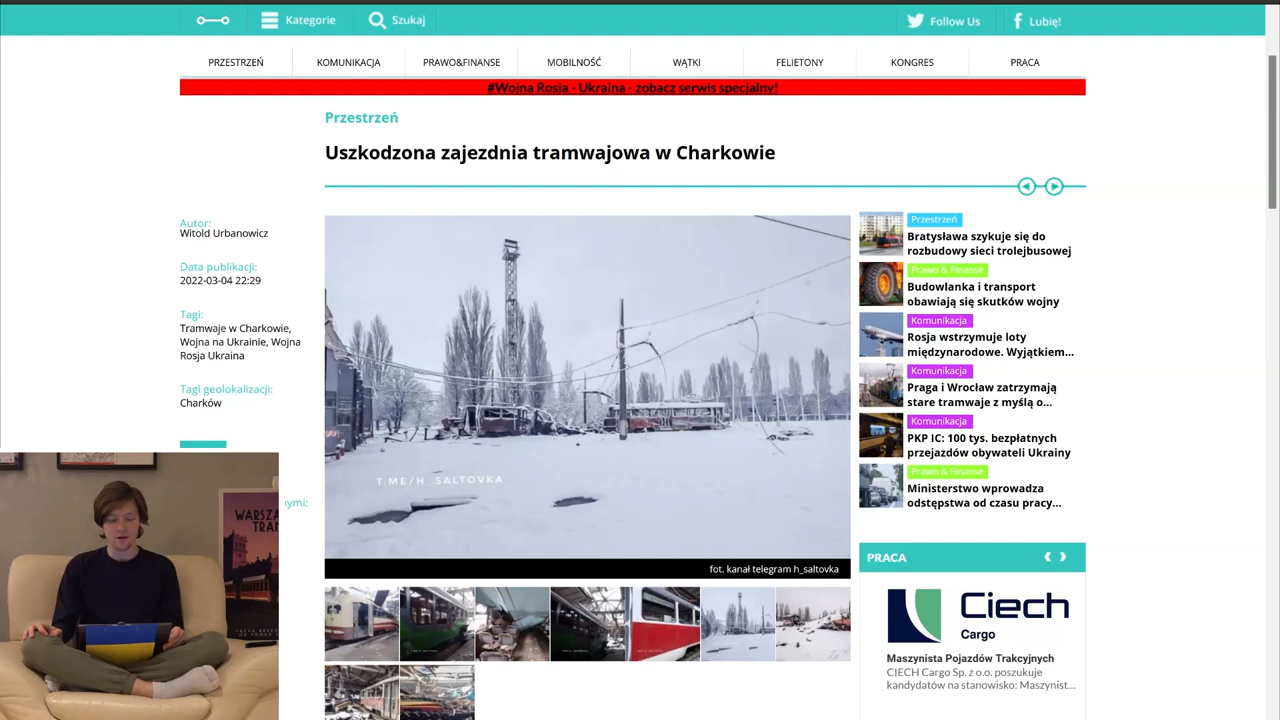 Kategorie
Szukaj
Follow Us
Lubię!
PRZESTRZEŃ
KOMUNIKACJA
PRAWO&FINANSE
MOBILNOŚĆ
WĄTKI
FELIETONY
KONGRES
PRACA
#Wojna Rosja - Ukraina - zobacz serwis specjalny!
Przestrzeń
Uszkodzona zajezdnia tramwajowa w Charkowie
Autor:
Witold Urbanowicz
Data publikacji:
2022-03-04 22:29
Tagi:
Tramwaje w Charkowie,
Wojna na Ukrainie, Wojna
Rosja Ukraina
Tagi geolokalizacji:
Charków
nymi:
T.ME/H_SALTOVKA
fot. kanał telegram h_saltovka
Przestrzeń
Bratysława szykuje się do
rozbudowy sieci trolejbusowej
Prawo & Finanse
Budowlanka i transport
obawiają się skutków wojny
Komunikacja
Rosja wstrzymuje loty
międzynarodowe. Wyjątkiem...
Komunikacja
Praga i Wrocław zatrzymają
stare tramwaje z myślą o...
Komunikacja
PKP IC: 100 tys. bezpłatnych
przejazdów obywateli Ukrainy
Prawo & Finanse
Ministerstwo wprowadza
odstępstwa od czasu pracy...
PRACA
Ciech
Cargo
Maszynista Pojazdów Trakcyjnych
CIECH Cargo Sp. z o.o. poszukuje
kandydatów na stanowisko: Maszynist...
WARSZA
TRAM